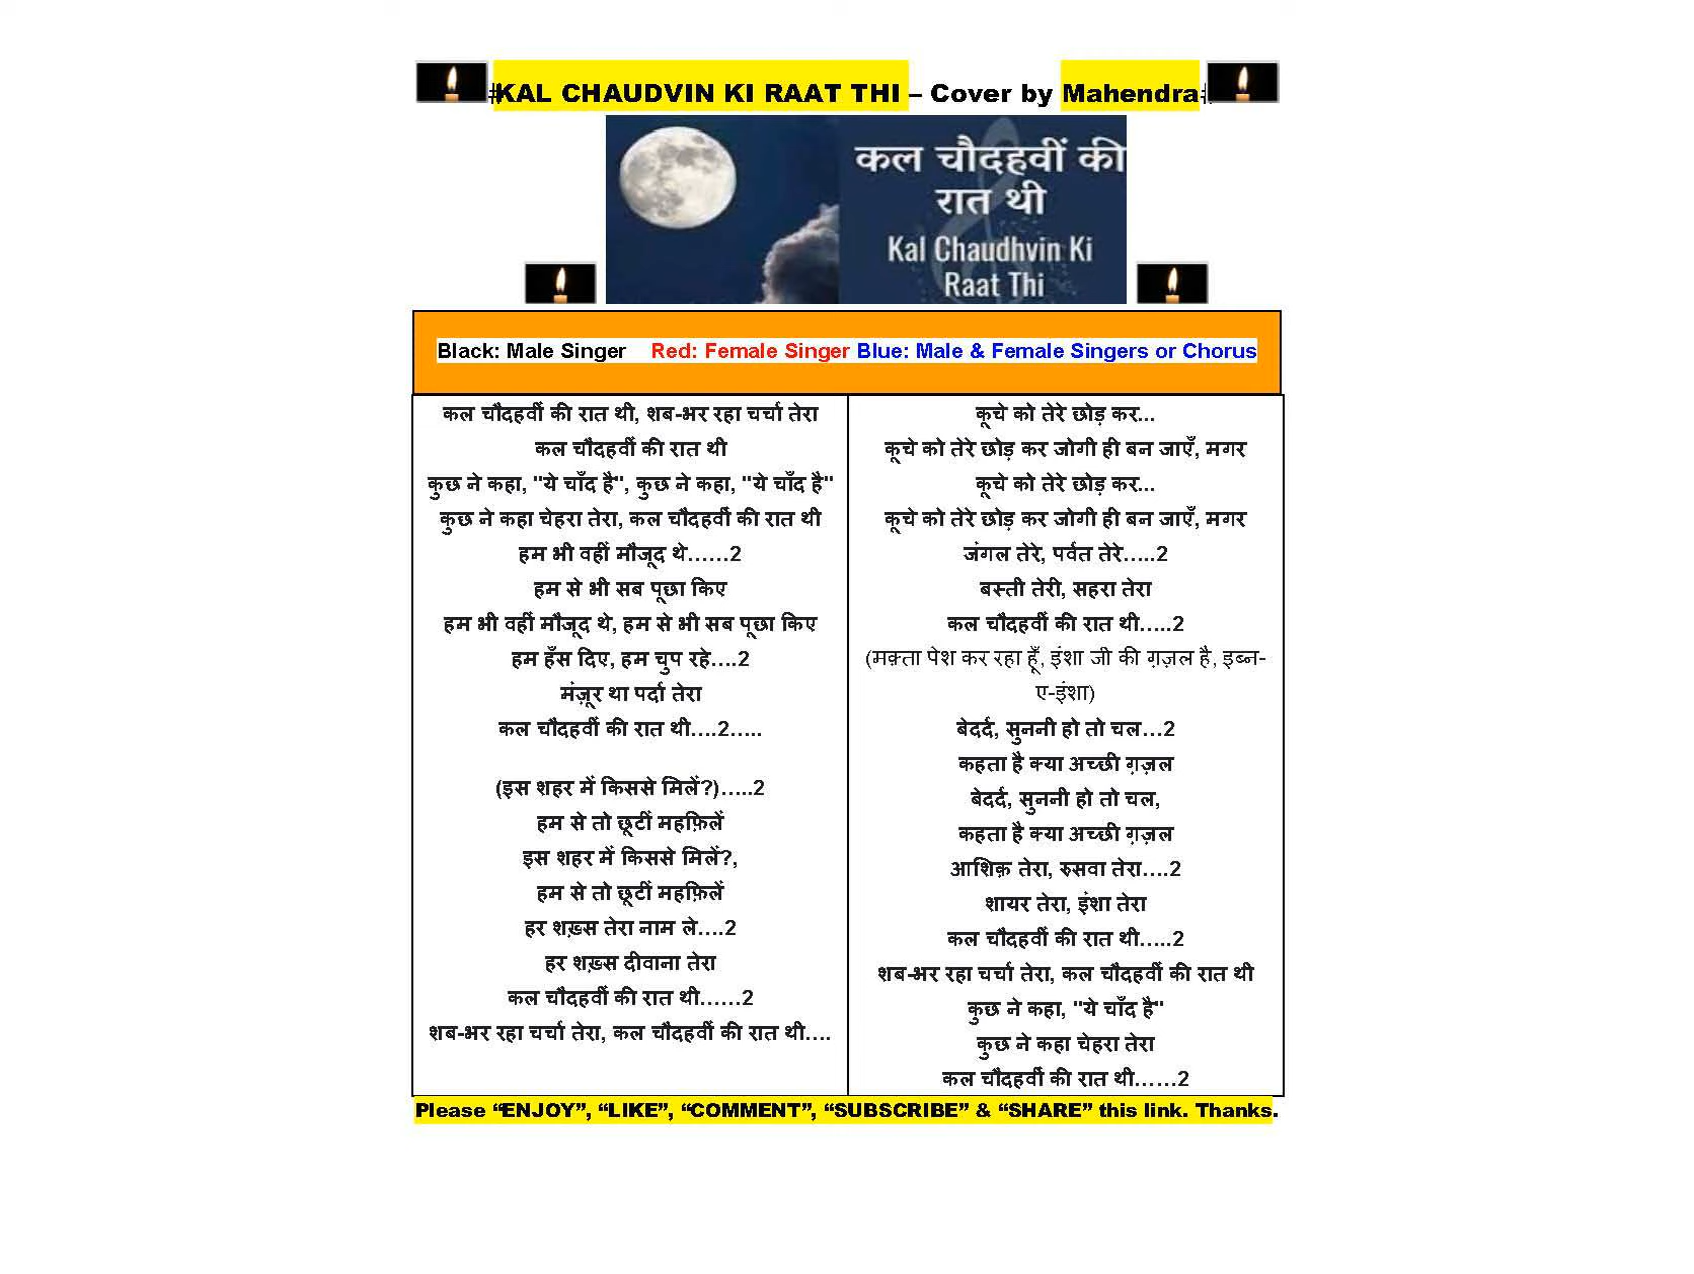 #KAL CHAUDVIN KI RAAT THI – Cover by Mahendra#
कल चौदहवीं की
रात थी
Kal Chaudhvin Ki
Raat Thi
Black: Male Singer Red: Female Singer Blue: Male & Female Singers or Chorus
कल चौदहवीं की रात थी, शब-भर रहा चर्चा तेरा
कल चौदहवीं की रात थी
कुछ ने कहा, "ये चाँद है", कुछ ने कहा, "ये चाँद है"
कुछ ने कहा चेहरा तेरा, कल चौदहवीं की रात थी
हम भी वहीं मौजूद थे......2
हम से भी सब पूछा किए
हम भी वहीं मौजूद थे, हम से भी सब पूछा किए
हम हँस दिए, हम चुप रहे....2
मंज़ूर था पर्दा तेरा
कल चौदहवीं की रात थी....2.....
(इस शहर में किससे मिलें?).....2
हम से तो छूटीं महफ़िलें
इस शहर में किससे मिलें?,
हम से तो छूटीं महफ़िलें
हर शख़्स तेरा नाम ले....2
हर शख़्स दीवाना तेरा
कल चौदहवीं की रात थी......2
शब-भर रहा चर्चा तेरा, कल चौदहवीं की रात थी....
कूचे को तेरे छोड़ कर...
कूचे को तेरे छोड़ कर जोगी ही बन जाएँ, मगर
कूचे को तेरे छोड़ कर...
कूचे को तेरे छोड़ कर जोगी ही बन जाएँ, मगर
जंगल तेरे, पर्वत तेरे.....2
बस्ती तेरी, सहरा तेरा
कल चौदहवीं की रात थी.....2
(मक़्ता पेश कर रहा हूँ, इंशा जी की ग़ज़ल है, इब्न-
ए-इंशा)
बेदर्द, सुननी हो तो चल...2
कहता है क्या अच्छी ग़ज़ल
बेदर्द, सुननी हो तो चल,
कहता है क्या अच्छी ग़ज़ल
आशिक़ तेरा, रुसवा तेरा....2
शायर तेरा, इंशा तेरा
कल चौदहवीं की रात थी.....2
शब-भर रहा चर्चा तेरा, कल चौदहवीं की रात थी
कुछ ने कहा, "ये चाँद है"
कुछ ने कहा चेहरा तेरा
कल चौदहवीं की रात थी......2
Please “ENJOY”, “LIKE”, “COMMENT”, “SUBSCRIBE” & “SHARE” this link. Thanks.